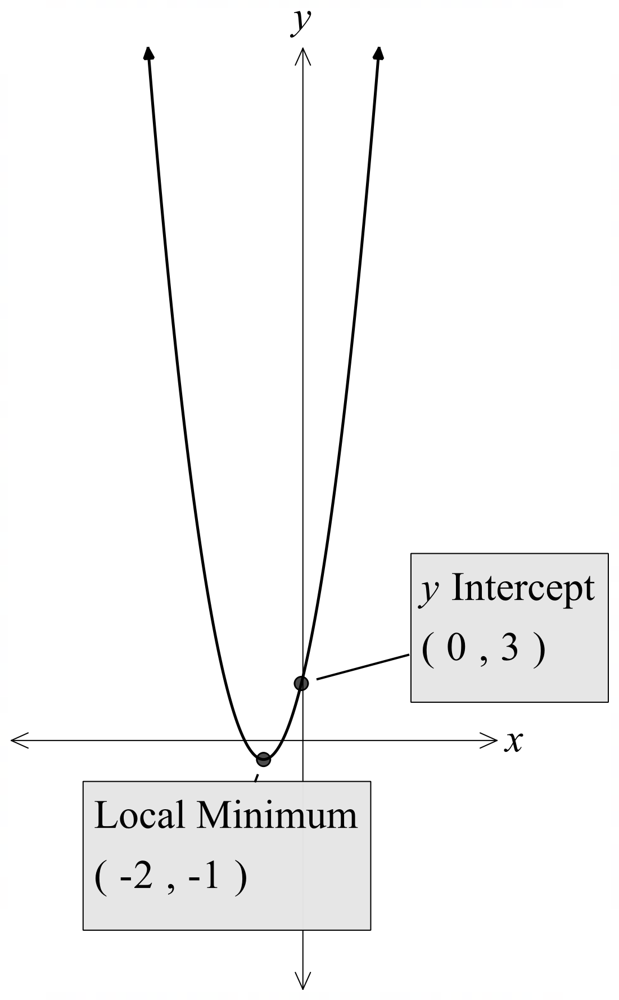 y
y Intercept
( 0 , 3 )
x
Local Minimum
( -2 , -1 )